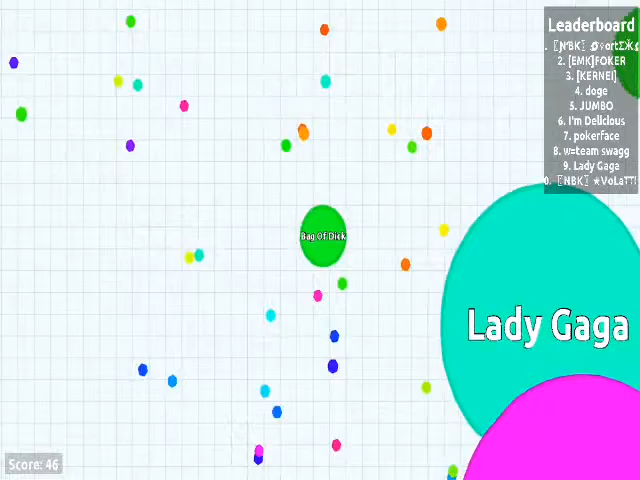 Leaderboard
2. [EMK]FOKER
3. [KERNEL]
4. doge
5. JUMBO
6. I'm Delicious
7. pokerface
8. w=team swagg
9. Lady Gaga
Bag Of Dick
Lady Gaga
Score: 46